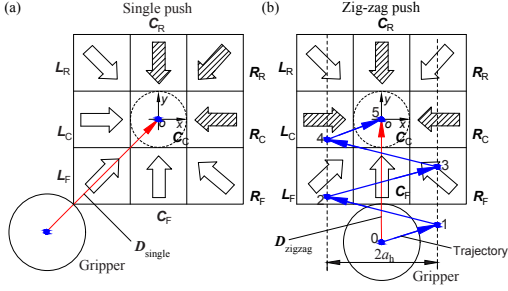 (a)
Single push
C_R
L_R
R_R
y
L_C
o
x
R_C
C_C
L_F
R_F
C_F
D_single
Gripper
(b)
Zig-zag push
C_R
L_R
R_R
y
5
L_C
o
x
R_C
4
C_C
3
L_F
C_F
R_F
2
1
D_zigzag
0
Trajectory
2a_h
Gripper